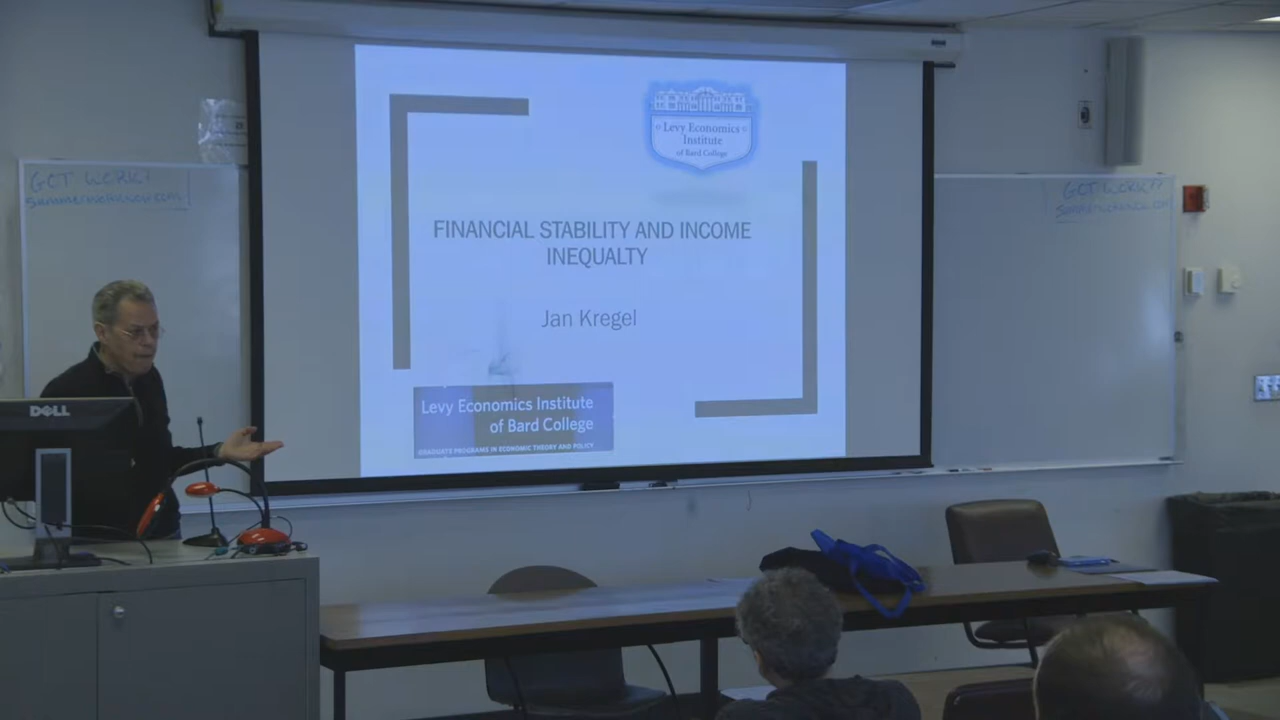 Levy Economics
Institute
of Bard College
FINANCIAL STABILITY AND INCOME
INEQUALTY
Jan Kregel
Levy Economics Institute
of Bard College
GRADUATE PROGRAMS IN ECONOMIC THEORY AND POLICY
GOT WORK?
GOT WORK??
DELL